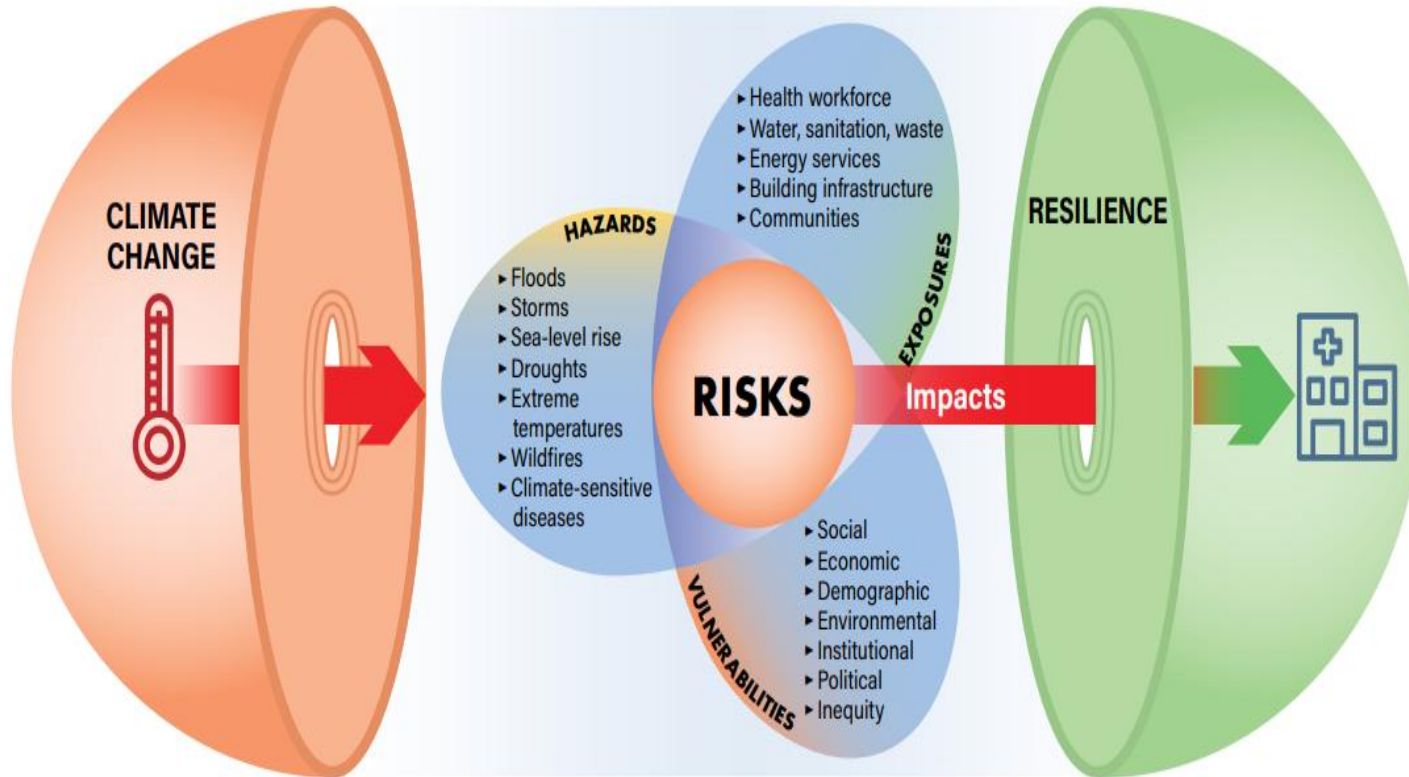 CLIMATE
CHANGE
HAZARDS
▸ Floods
▸ Storms
▸ Sea-level rise
▸ Droughts
▸ Extreme
temperatures
▸ Wildfires
▸ Climate-sensitive
diseases
▸ Health workforce
▸ Water, sanitation, waste
▸ Energy services
▸ Building infrastructure
▸ Communities
EXPOSURES
RISKS
Impacts
VULNERABILITIES
▸ Social
▸ Economic
▸ Demographic
▸ Environmental
▸ Institutional
▸ Political
▸ Inequity
RESILIENCE